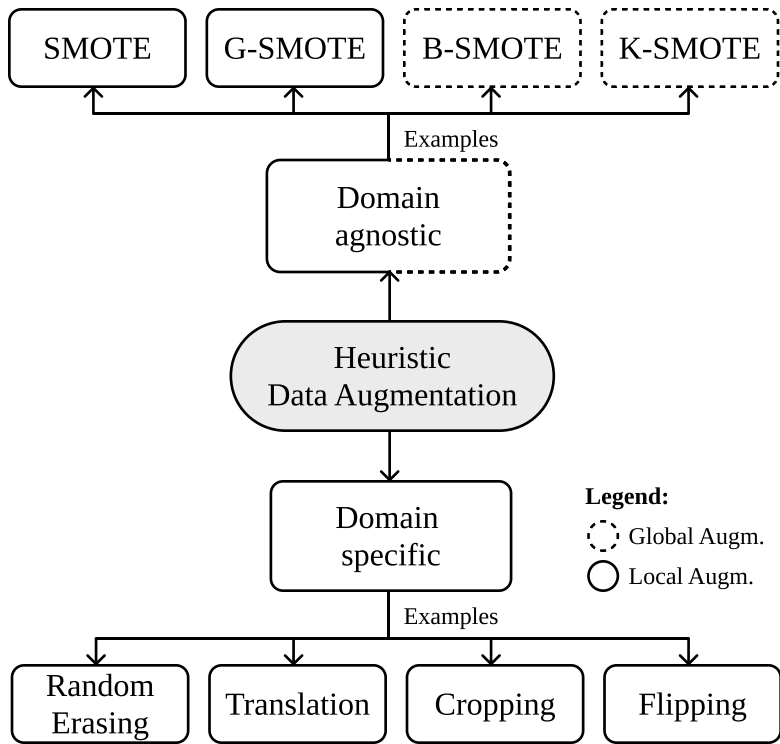 SMOTE
G-SMOTE
B-SMOTE
K-SMOTE
Examples
Domain
agnostic
Heuristic
Data Augmentation
Domain
specific
Legend:
Global Augm.
Local Augm.
Examples
Random
Erasing
Translation
Cropping
Flipping